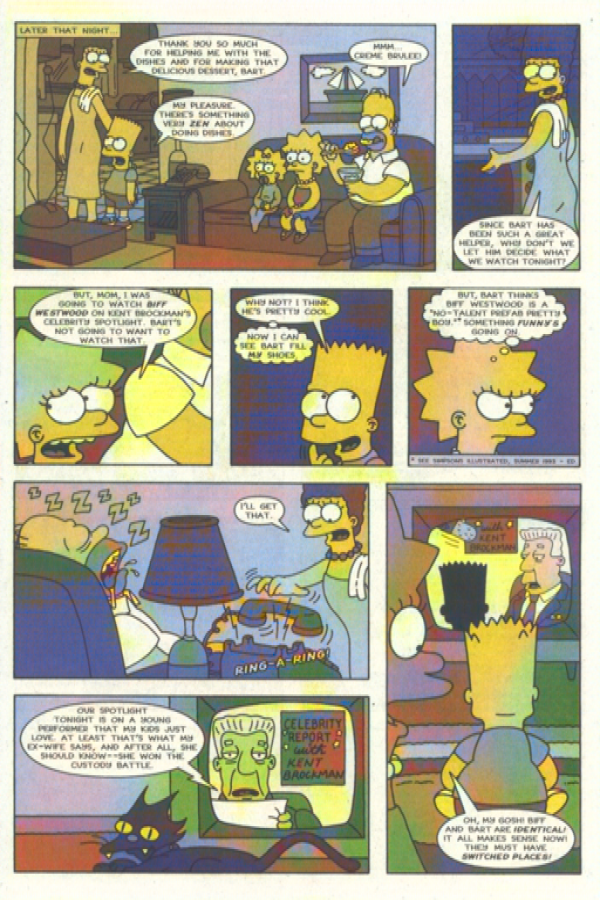 LATER THAT NIGHT...
THANK YOU SO MUCH
FOR HELPING ME WITH THE
DISHES AND FOR MAKING THAT
DELICIOUS DESSERT, BART.
MMM...
CREME BRULEE!
MY PLEASURE.
THERE'S SOMETHING
VERY ZEN ABOUT
DOING DISHES.
SINCE BART HAS
BEEN SUCH A GREAT
HELPER, WHY DON'T WE
LET HIM DECIDE WHAT
WE WATCH TONIGHT?
BUT, MOM, I WAS
GOING TO WATCH BIFF
WESTWOOD ON KENT BROCKMAN'S
CELEBRITY SPOTLIGHT. BART'S
NOT GOING TO WANT TO
WATCH THAT.
WHY NOT? I THINK
HE'S PRETTY COOL.
NOW I CAN
SEE BART FILL
MY SHOES.
BUT, BART THINKS
BIFF WESTWOOD IS A
"NO-TALENT PREFAB PRETTY
BOY."* SOMETHING FUNNY'S
GOING ON.
* SEE SIMPSONS ILLUSTRATED, SUMMER 1993 - ED.
Z Z Z Z Z Z Z
I'LL GET
THAT.
RING-A-RING!
with
KENT
BROCKMAN
OUR SPOTLIGHT
TONIGHT IS ON A YOUNG
PERFORMER THAT MY KIDS JUST
LOVE. AT LEAST THAT'S WHAT MY
EX-WIFE SAYS, AND AFTER ALL, SHE
SHOULD KNOW--SHE WON THE
CUSTODY BATTLE.
CELEBRITY
REPORT
with
KENT
BROCKMAN
OH, MY GOSH! BIFF
AND BART ARE IDENTICAL!
IT ALL MAKES SENSE NOW!
THEY MUST HAVE
SWITCHED PLACES!